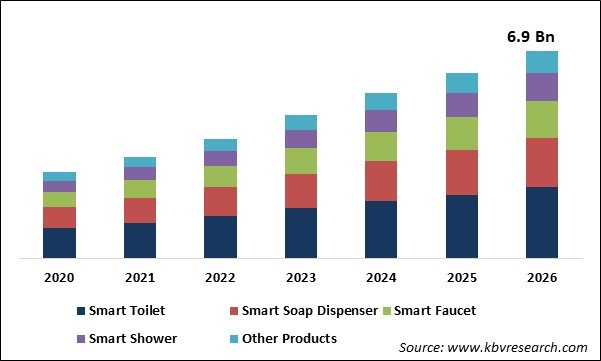 6.9 Bn
2020 2021 2022 2023 2024 2025 2026
Smart Toilet Smart Soap Dispenser Smart Faucet
Smart Shower Other Products
Source: www.kbvresearch.com